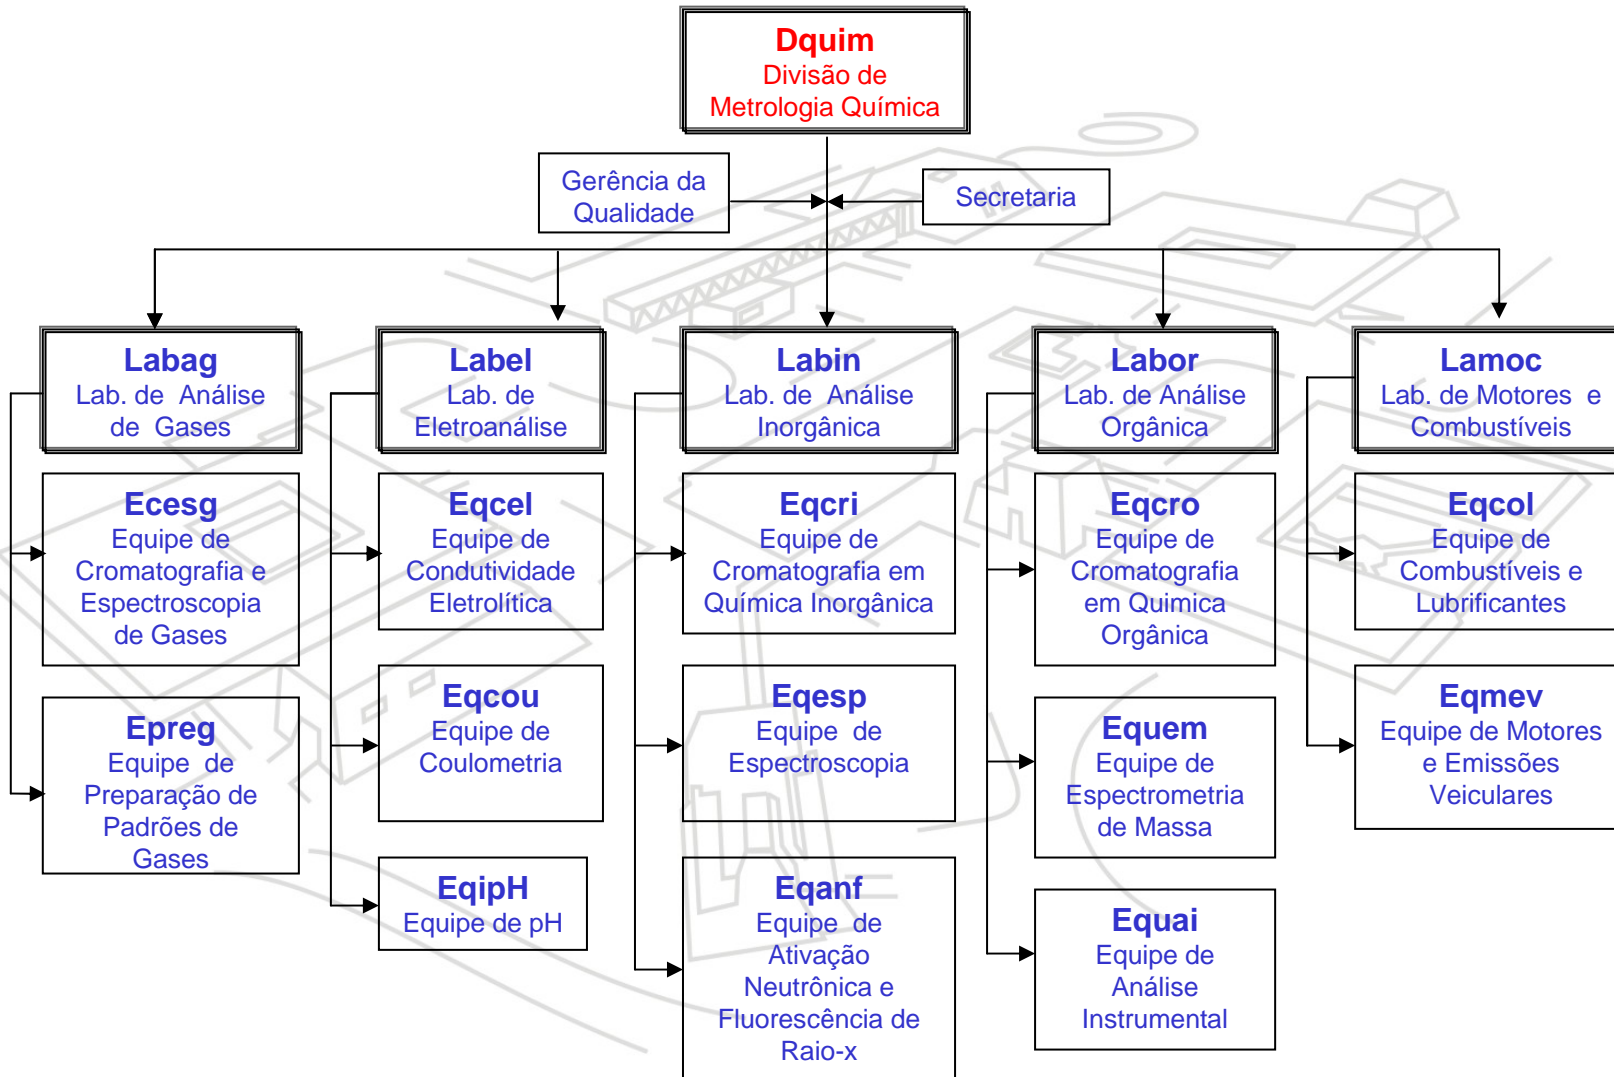 Dquim
Divisão de
Metrologia Química
Gerência da
Qualidade
Secretaria
Labag
Lab. de Análise
de Gases
Label
Lab. de
Eletroanálise
Labin
Lab. de Análise
Inorgânica
Labor
Lab. de Análise
Orgânica
Lamoc
Lab. de Motores e
Combustíveis
Ecesg
Equipe de
Cromatografia e
Espectroscopia
de Gases
Epreg
Equipe de
Preparação de
Padrões de
Gases
Eqcel
Equipe de
Condutividade
Eletrolítica
Eqcou
Equipe de
Coulometria
EqipH
Equipe de pH
Eqcri
Equipe de
Cromatografia em
Química Inorgânica
Eqesp
Equipe de
Espectroscopia
Eqanf
Equipe de
Ativação
Neutrônica e
Fluorescência de
Raio-x
Eqcro
Equipe de
Cromatografia
em Quimica
Orgânica
Equem
Equipe de
Espectrometria
de Massa
Equai
Equipe de
Análise
Instrumental
Eqcol
Equipe de
Combustíveis e
Lubrificantes
Eqmev
Equipe de Motores
e Emissões
Veiculares